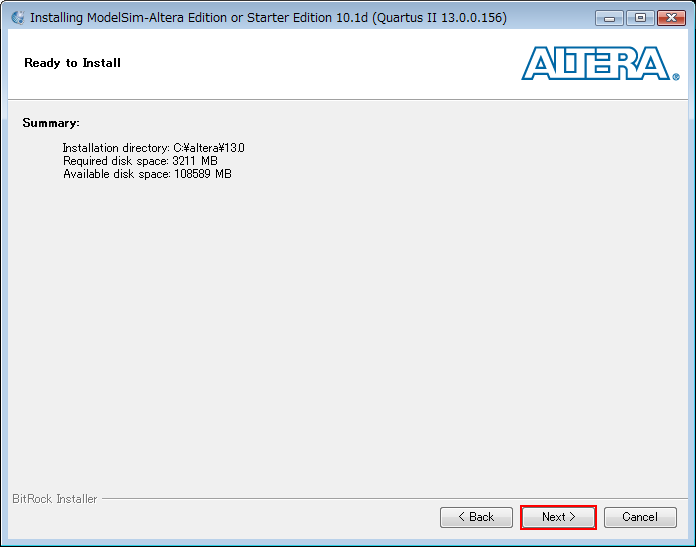 Installing ModelSim-Altera Edition or Starter Edition 10.1d (Quartus II 13.0.0.156)
Ready to Install
ALTERA®
Summary:
Installation directory: C:¥altera¥13.0
Required disk space: 3211 MB
Available disk space: 108589 MB
BitRock Installer
< Back
Next >
Cancel